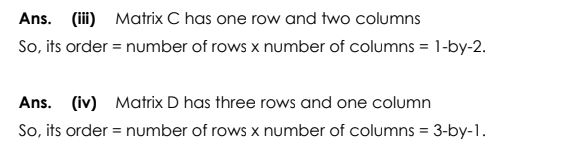 Ans. (iii) Matrix C has one row and two columns
So, its order = number of rows x number of columns = 1-by-2.
Ans. (iv) Matrix D has three rows and one column
So, its order = number of rows x number of columns = 3-by-1.